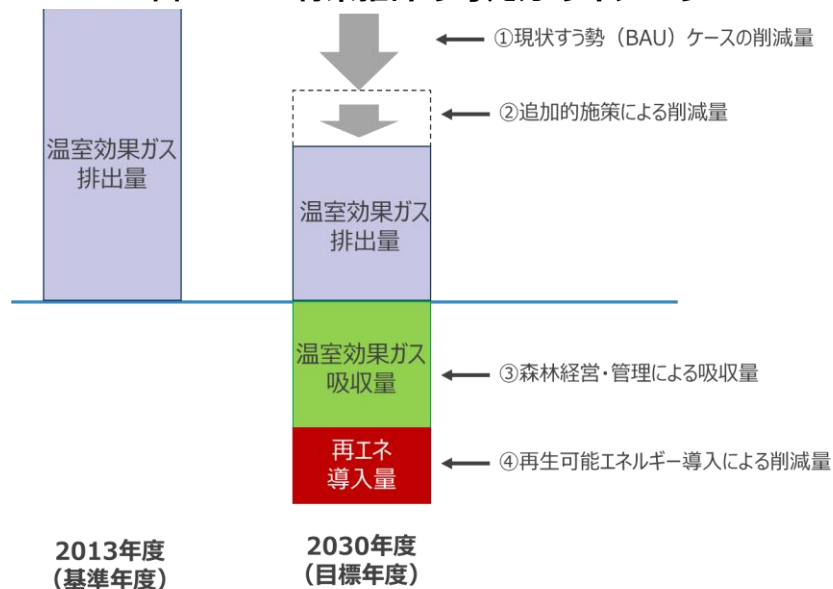 ①現状すう勢（BAU）ケースの削減量
②追加的施策による削減量
温室効果ガス
排出量
温室効果ガス
排出量
温室効果ガス
吸収量
③森林経営・管理による吸収量
再エネ
導入量
④再生可能エネルギー導入による削減量
2013年度
（基準年度）
2030年度
（目標年度）